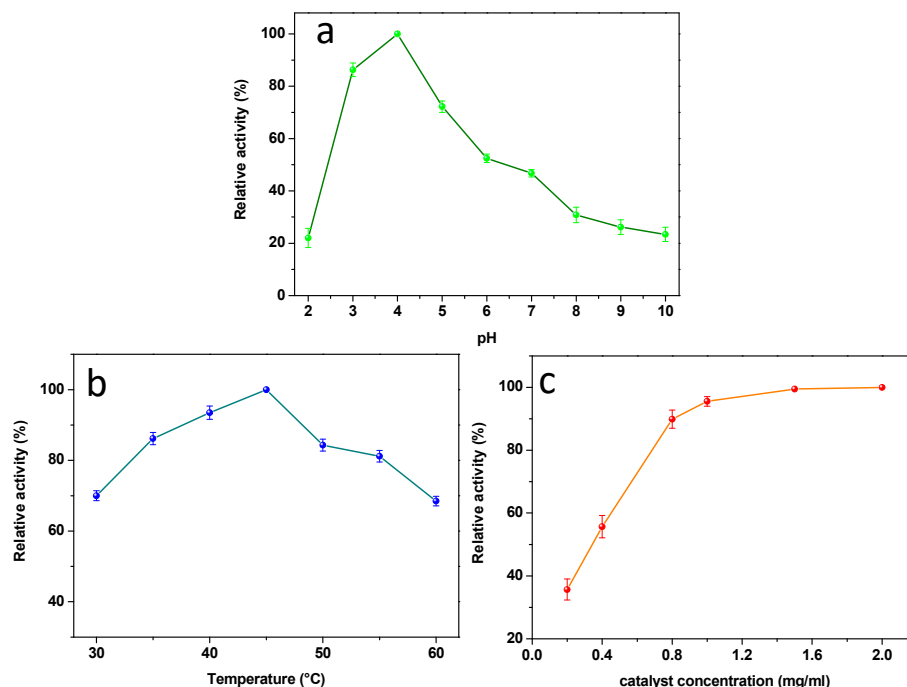 a
Relative activity (%)
100
80
60
40
20
0
2 3 4 5 6 7 8 9 10
pH
b
Relative activity (%)
100
80
60
40
30 40 50 60
Temperature (°C)
c
Relative activity (%)
100
80
60
40
20
0.0 0.4 0.8 1.2 1.6 2.0
catalyst concentration (mg/ml)